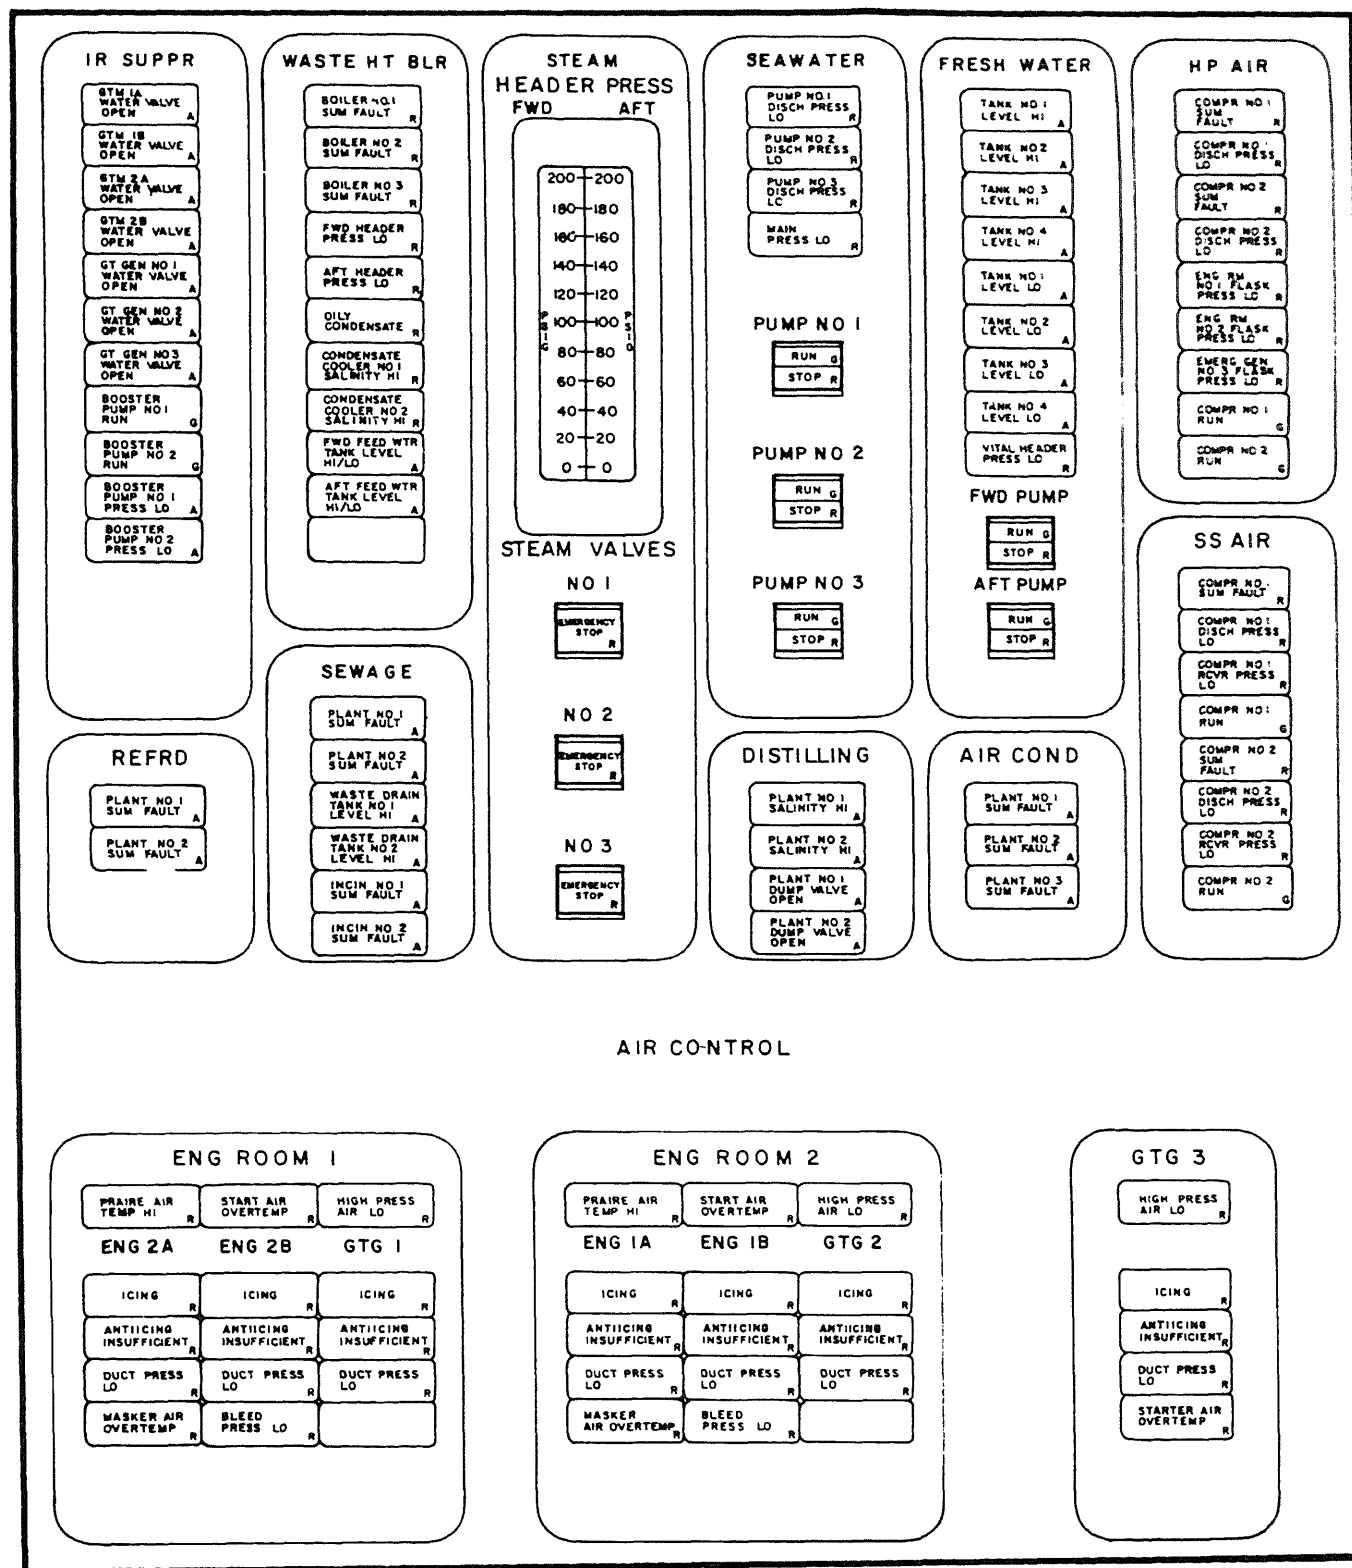 IR SUPPR
GTM 1A
WATER VALVE
OPEN A
GTM 1B
WATER VALVE
OPEN A
GTM 2A
WATER VALVE
OPEN A
GTM 2B
WATER VALVE
OPEN A
GT GEN NO 1
WATER VALVE
OPEN A
GT GEN NO 2
WATER VALVE
OPEN A
GT GEN NO 3
WATER VALVE
OPEN A
BOOSTER
PUMP NO 1
RUN G
BOOSTER
PUMP NO 2
RUN G
BOOSTER
PUMP NO 1
PRESS LO A
BOOSTER
PUMP NO 2
PRESS LO A
WASTE HT BLR
BOILER NO.1
SUM FAULT R
BOILER NO 2
SUM FAULT R
BOILER NO 3
SUM FAULT R
FWD HEADER
PRESS LO R
AFT HEADER
PRESS LO R
OILY
CONDENSATE R
CONDENSATE
COOLER NO 1
SALINITY HI R
CONDENSATE
COOLER NO 2
SALINITY HI R
FWD FEED WTR
TANK LEVEL
HI/LO A
AFT FEED WTR
TANK LEVEL
HI/LO A
STEAM
HEADER PRESS
FWD AFT
200 200
180 180
160 160
140 140
120 120
100 100
80 80
60 60
40 40
20 20
0 0
PSIG
PSIG
STEAM VALVES
NO 1
EMERGENCY
STOP
R
NO 2
EMERGENCY
STOP
R
NO 3
EMERGENCY
STOP
R
SEAWATER
PUMP NO.1
DISCH PRESS
LO R
PUMP NO 2
DISCH PRESS
LO R
PUMP NO 3
DISCH PRESS
LC R
MAIN
PRESS LO R
PUMP NO 1
RUN G
STOP R
PUMP NO 2
RUN G
STOP R
PUMP NO 3
RUN G
STOP R
FRESH WATER
TANK NO 1
LEVEL HI A
TANK NO 2
LEVEL HI A
TANK NO 3
LEVEL HI A
TANK NO 4
LEVEL HI A
TANK NO 1
LEVEL LO A
TANK NO 2
LEVEL LO A
TANK NO 3
LEVEL LO A
TANK NO 4
LEVEL LO A
VITAL HEADER
PRESS LO R
FWD PUMP
RUN G
STOP R
AFT PUMP
RUN G
STOP R
HP AIR
COMPR NO 1
SUM
FAULT R
COMPR NO 1
DISCH PRESS
LO R
COMPR NO 2
SUM
FAULT R
COMPR NO 2
DISCH PRESS
LO R
ENG RM
NO 1 FLASK
PRESS LO R
ENG RM
NO 2 FLASK
PRESS LO R
EMERG GEN
NO 3 FLASK
PRESS LO R
COMPR NO 1
RUN G
COMPR NO 2
RUN G
SS AIR
COMPR NO
SUM FAULT R
COMPR NO 1
DISCH PRESS
LO R
COMPR NO 1
RCVR PRESS
LO R
COMPR NO 1
RUN G
COMPR NO 2
SUM
FAULT R
COMPR NO 2
DISCH PRESS
LO R
COMPR NO 2
RCVR PRESS
LO R
COMPR NO 2
RUN G
REFRD
PLANT NO 1
SUM FAULT A
PLANT NO 2
SUM FAULT A
SEWAGE
PLANT NO 1
SUM FAULT A
PLANT NO 2
SUM FAULT A
WASTE DRAIN
TANK NO 1
LEVEL HI A
WASTE DRAIN
TANK NO 2
LEVEL HI A
INCIN NO 1
SUM FAULT A
INCIN NO 2
SUM FAULT A
DISTILLING
PLANT NO 1
SALINITY HI A
PLANT NO 2
SALINITY HI A
PLANT NO 1
DUMP VALVE
OPEN A
PLANT NO 2
DUMP VALVE
OPEN A
AIR COND
PLANT NO 1
SUM FAULT A
PLANT NO 2
SUM FAULT A
PLANT NO 3
SUM FAULT A
AIR CONTROL
ENG ROOM 1
PRAIRE AIR
TEMP HI R
START AIR
OVERTEMP R
HIGH PRESS
AIR LO R
ENG 2A ENG 2B GTG 1
ICING R ICING R ICING R
ANTIICING ANTIICING ANTIICING
INSUFFICIENT R INSUFFICIENT R INSUFFICIENT R
DUCT PRESS DUCT PRESS DUCT PRESS
LO R LO R LO R
MASKER AIR
OVERTEMP R
BLEED
PRESS LO R
ENG ROOM 2
PRAIRE AIR
TEMP HI R
START AIR
OVERTEMP R
HIGH PRESS
AIR LO R
ENG 1A ENG 1B GTG 2
ICING R ICING R ICING R
ANTIICING ANTIICING ANTIICING
INSUFFICIENT R INSUFFICIENT R INSUFFICIENT R
DUCT PRESS DUCT PRESS DUCT PRESS
LO R LO R LO R
MASKER
AIR OVERTEMP R
BLEED
PRESS LO R
GTG 3
HIGH PRESS
AIR LO R
ICING R
ANTIICING
INSUFFICIENT R
DUCT PRESS
LO R
STARTER AIR
OVERTEMP R